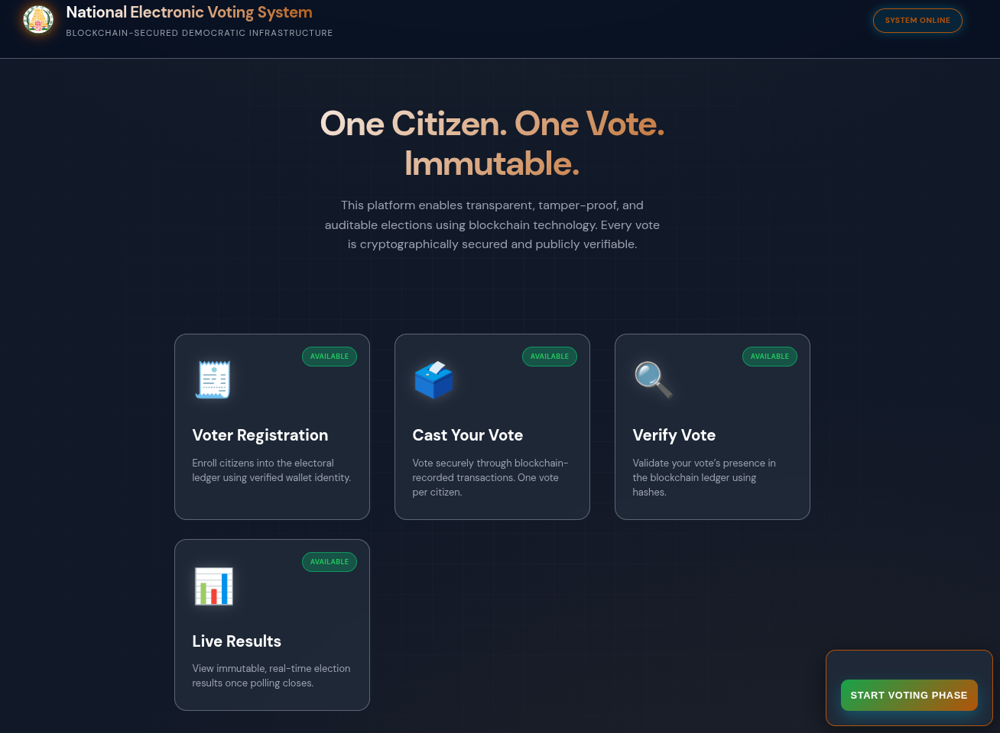 National Electronic Voting System
BLOCKCHAIN-SECURED DEMOCRATIC INFRASTRUCTURE
SYSTEM ONLINE
One Citizen. One Vote.
Immutable.
This platform enables transparent, tamper-proof, and
auditable elections using blockchain technology. Every vote
is cryptographically secured and publicly verifiable.
AVAILABLE
Voter Registration
Enroll citizens into the electoral
ledger using verified wallet identity.
AVAILABLE
Cast Your Vote
Vote securely through blockchain-
recorded transactions. One vote
per citizen.
AVAILABLE
Verify Vote
Validate your vote’s presence in
the blockchain ledger using
hashes.
AVAILABLE
Live Results
View immutable, real-time election
results once polling closes.
START VOTING PHASE